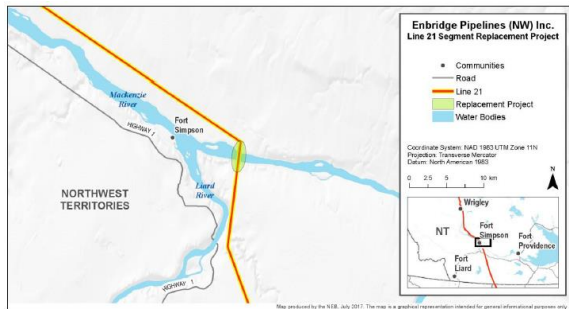 Enbridge Pipelines (NW) Inc.
Line 21 Segment Replacement Project
Communities
Road
Line 21
Replacement Project
Water Bodies
Coordinate System: NAD 1983 UTM Zone 11N
Projection: Transverse Mercator
Datum: North American 1983
N
0 2.5 5 10 km
Mackenzie
River
HIGHWAY 1
Fort
Simpson
Liard
River
NORTHWEST
TERRITORIES
HIGHWAY 1
Wrigley
NT
Fort
Simpson
Fort
Providence
Fort
Liard
Map produced by the NEB, July 2017. The map is a graphical representation intended for general informational purposes only.